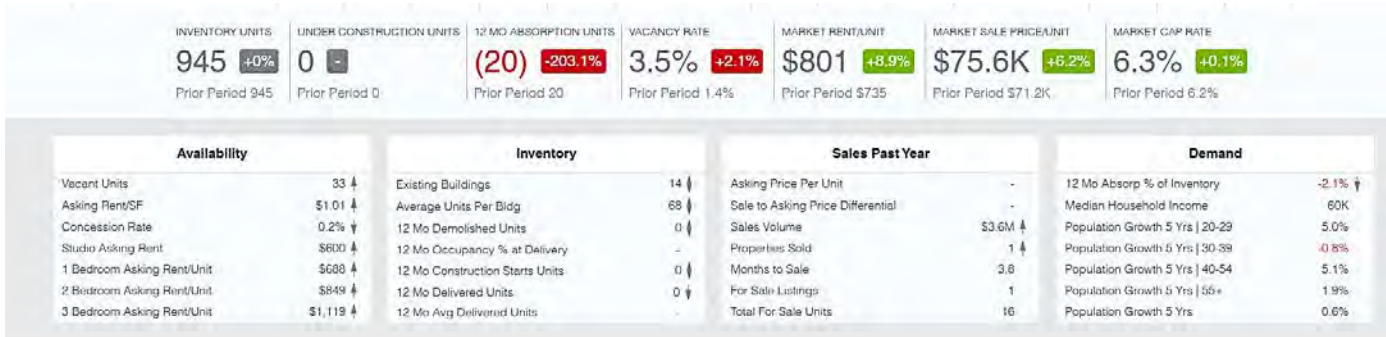 INVENTORY UNITS UNDER CONSTRUCTION UNITS 12 MO ABSORPTION UNITS VACANCY RATE MARKET RENT/UNIT MARKET SALE PRICE/UNIT MARKET CAP RATE
945 +0% 0 - (20) -203.1% 3.5% +2.1% $801 +8.9% $75.6K +6.2% 6.3% +0.1%
Prior Period 945 Prior Period 0 Prior Period 20 Prior Period 1.4% Prior Period $735 Prior Period $71.2K Prior Period 6.2%
Availability
Vacant Units 33
Asking Rent/SF $1.01
Concession Rate 0.2%
Studio Asking Rent $600
1 Bedroom Asking Rent/Unit $688
2 Bedroom Asking Rent/Unit $849
3 Bedroom Asking Rent/Unit $1,119
Inventory
Existing Buildings 14
Average Units Per Bldg 68
12 Mo Demolished Units 0
12 Mo Occupancy % at Delivery -
12 Mo Construction Starts Units 0
12 Mo Delivered Units 0
12 Mo Avg Delivered Units -
Sales Past Year
Asking Price Per Unit -
Sale to Asking Price Differential -
Sales Volume $3.6M
Properties Sold 1
Months to Sale 3.8
For Sale Listings 1
Total For Sale Units 16
Demand
12 Mo Absorp % of Inventory -2.1%
Median Household Income 60K
Population Growth 5 Yrs | 20-29 5.0%
Population Growth 5 Yrs | 30-39 -0.8%
Population Growth 5 Yrs | 40-54 5.1%
Population Growth 5 Yrs | 55+ 1.9%
Population Growth 5 Yrs 0.6%